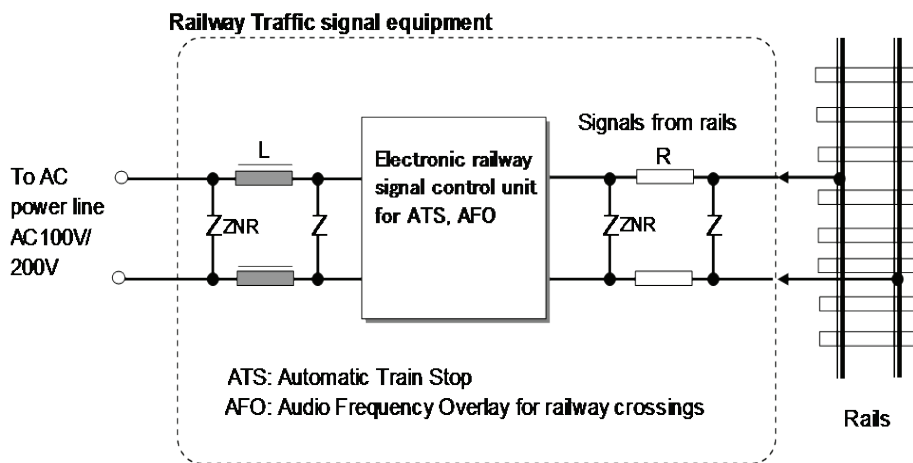 Railway Traffic signal equipment
To AC
power line
AC100V/
200V
L
ZNR
Electronic railway
signal control unit
for ATS, AFO
Signals from rails
R
ZNR
ATS: Automatic Train Stop
AFO: Audio Frequency Overlay for railway crossings
Rails